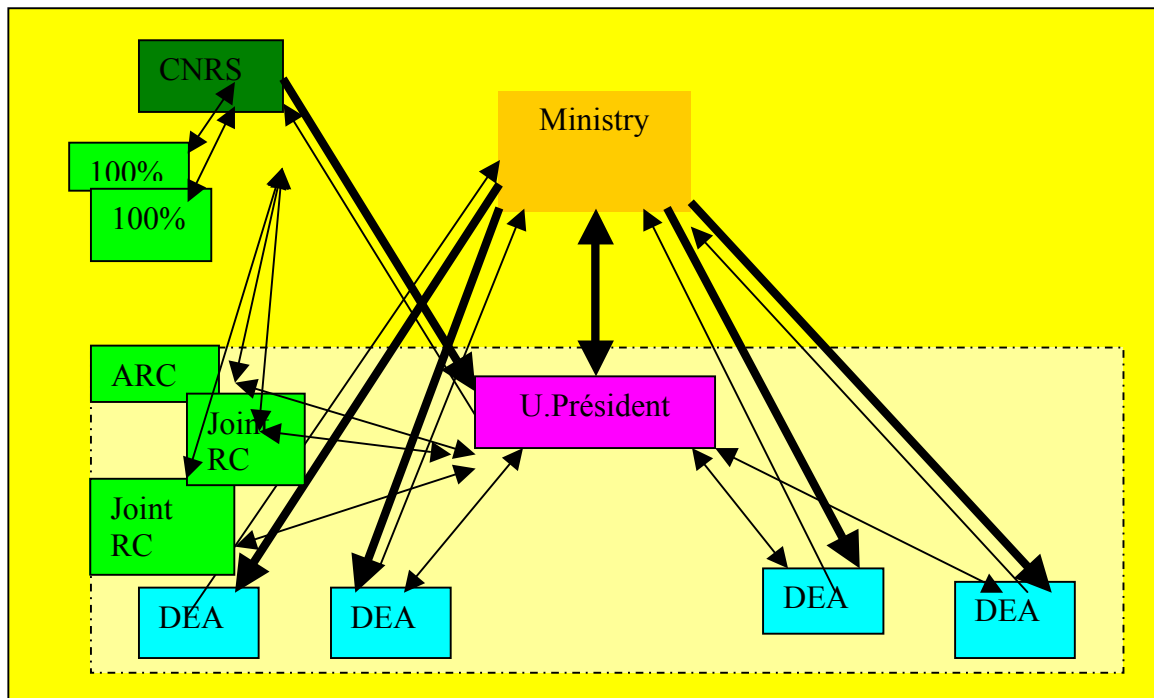 CNRS
Ministry
100%
100%
ARC
U.Président
Joint
RC
Joint
RC
DEA
DEA
DEA
DEA